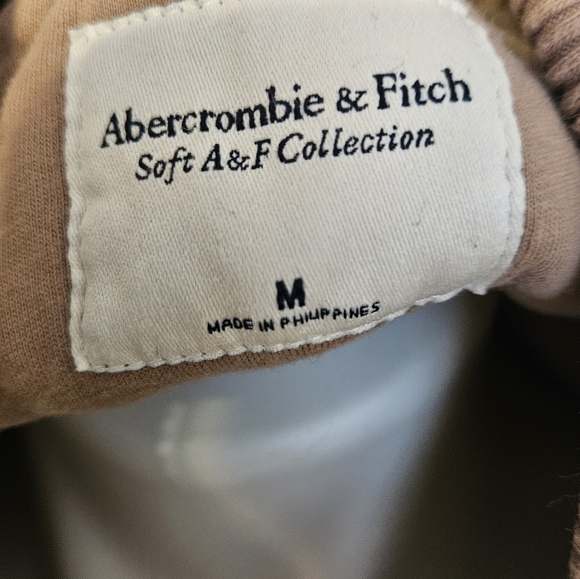 Abercrombie & Fitch
Soft A&F Collection
M
MADE IN PHILIPPINES